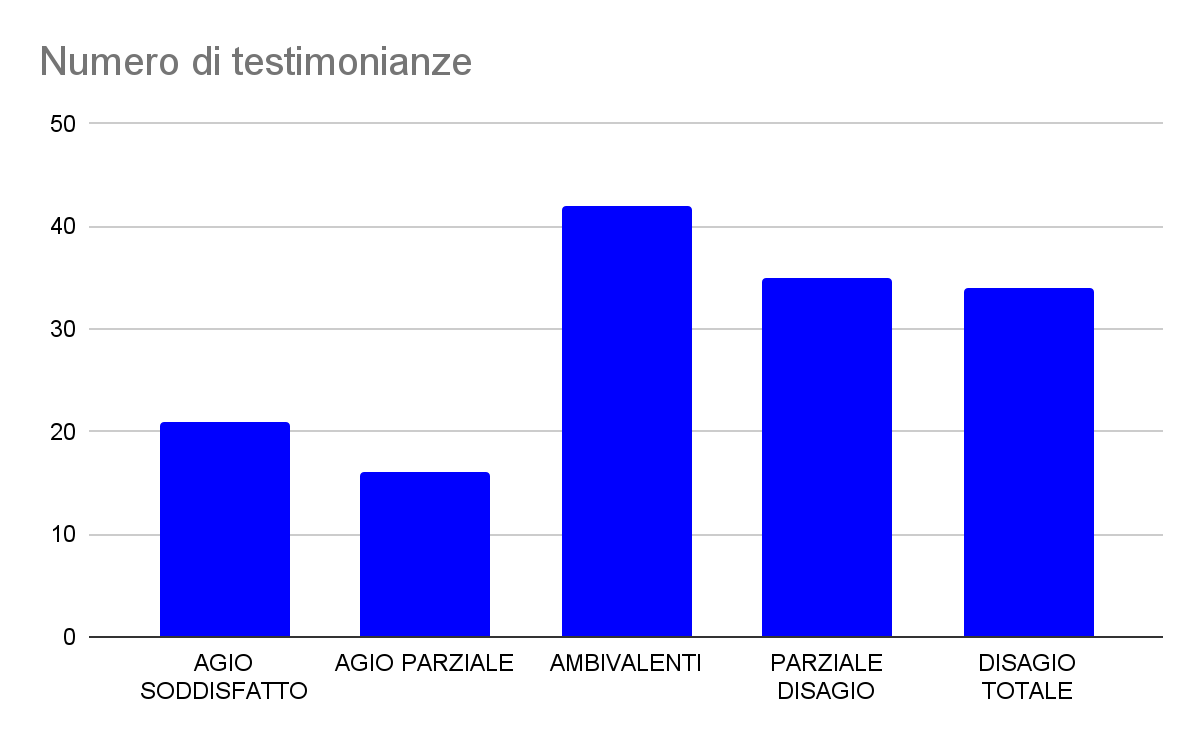 Numero di testimonianze
50
40
30
20
10
0
AGIO SODDISFATTO
AGIO PARZIALE
AMBIVALENTI
PARZIALE DISAGIO
DISAGIO TOTALE